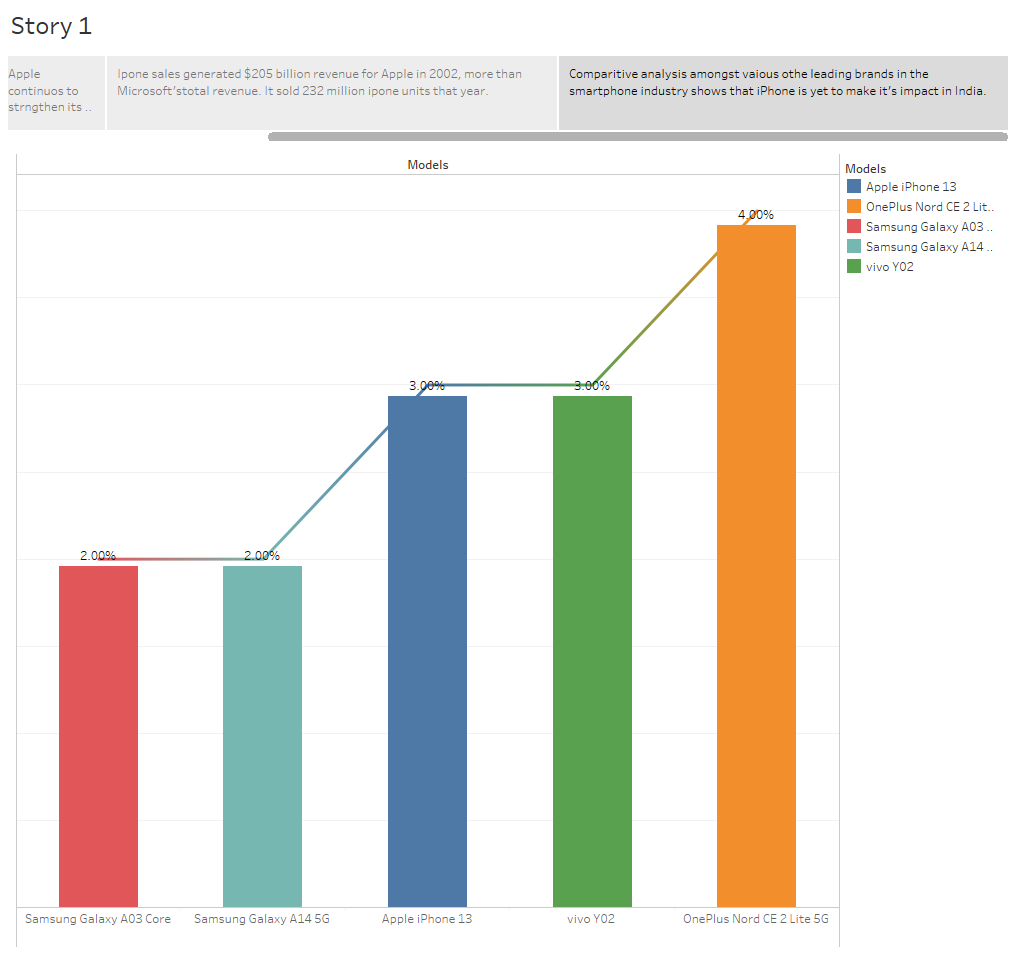 Story 1
Apple
continuos to
strngthen its ..
Ipone sales generated $205 billion revenue for Apple in 2002, more than
Microsoft'stotal revenue. It sold 232 million ipone units that year.
Comparitive analysis amongst vaious othe leading brands in the
smartphone industry shows that iPhone is yet to make it's impact in India.
Models
4.00%
3.00%
3.00%
2.00%
2.00%
Samsung Galaxy A03 Core
Samsung Galaxy A14 5G
Apple iPhone 13
vivo Y02
OnePlus Nord CE 2 Lite 5G
Models
Apple iPhone 13
OnePlus Nord CE 2 Lit..
Samsung Galaxy A03 ..
Samsung Galaxy A14 ..
vivo Y02